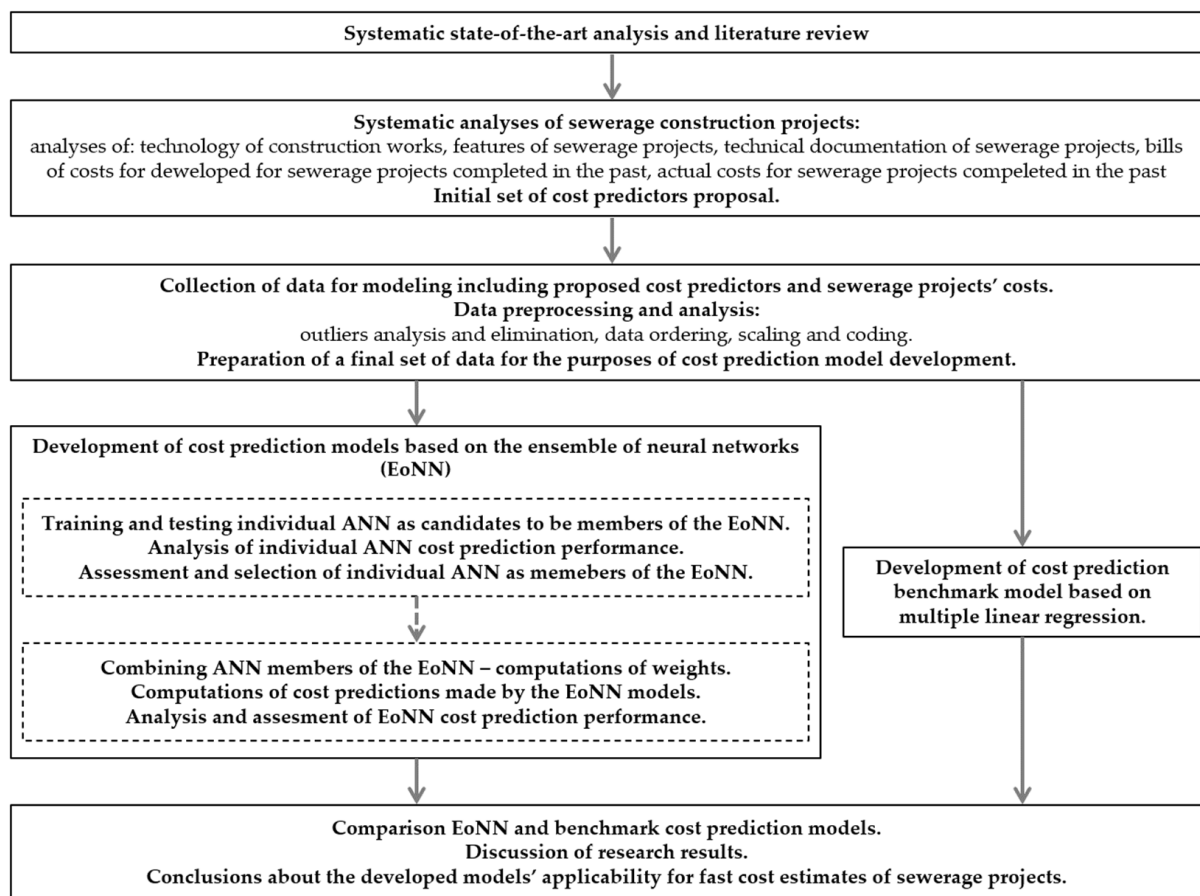 Systematic state-of-the-art analysis and literature review
Systematic analyses of sewerage construction projects:
analyses of: technology of construction works, features of sewerage projects, technical documentation of sewerage projects, bills
of costs for deweloped for sewerage projects completed in the past, actual costs for sewerage projects compeleted in the past
Initial set of cost predictors proposal.
Collection of data for modeling including proposed cost predictors and sewerage projects’ costs.
Data preprocessing and analysis:
outliers analysis and elimination, data ordering, scaling and coding.
Preparation of a final set of data for the purposes of cost prediction model development.
Development of cost prediction models based on the ensemble of neural networks
(EoNN)
Training and testing individual ANN as candidates to be members of the EoNN.
Analysis of individual ANN cost prediction performance.
Assessment and selection of individual ANN as memebers of the EoNN.
Combining ANN members of the EoNN – computations of weights.
Computations of cost predictions made by the EoNN models.
Analysis and assesment of EoNN cost prediction performance.
Development of cost prediction
benchmark model based on
multiple linear regression.
Comparison EoNN and benchmark cost prediction models.
Discussion of research results.
Conclusions about the developed models’ applicability for fast cost estimates of sewerage projects.